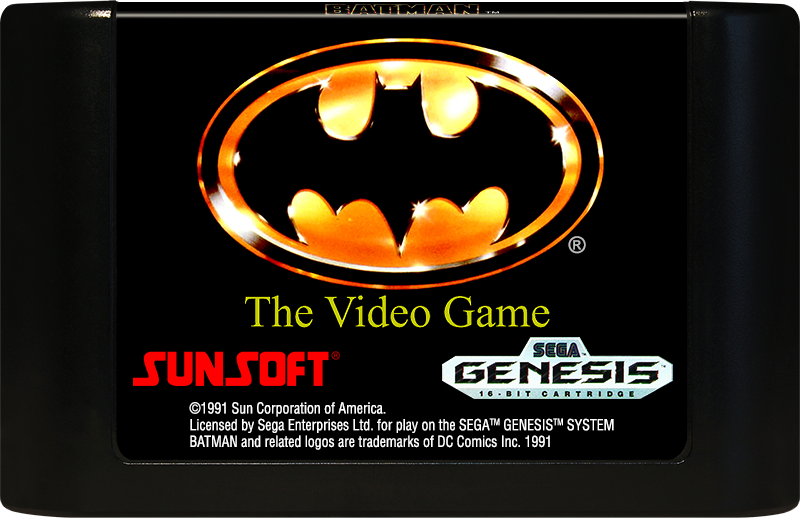 BATMAN™
®
The Video Game
SUNSOFT®
SEGA™
GENESIS
16-BIT CARTRIDGE
©1991 Sun Corporation of America.
Licensed by Sega Enterprises Ltd. for play on the SEGA™ GENESIS™ SYSTEM
BATMAN and related logos are trademarks of DC Comics Inc. 1991